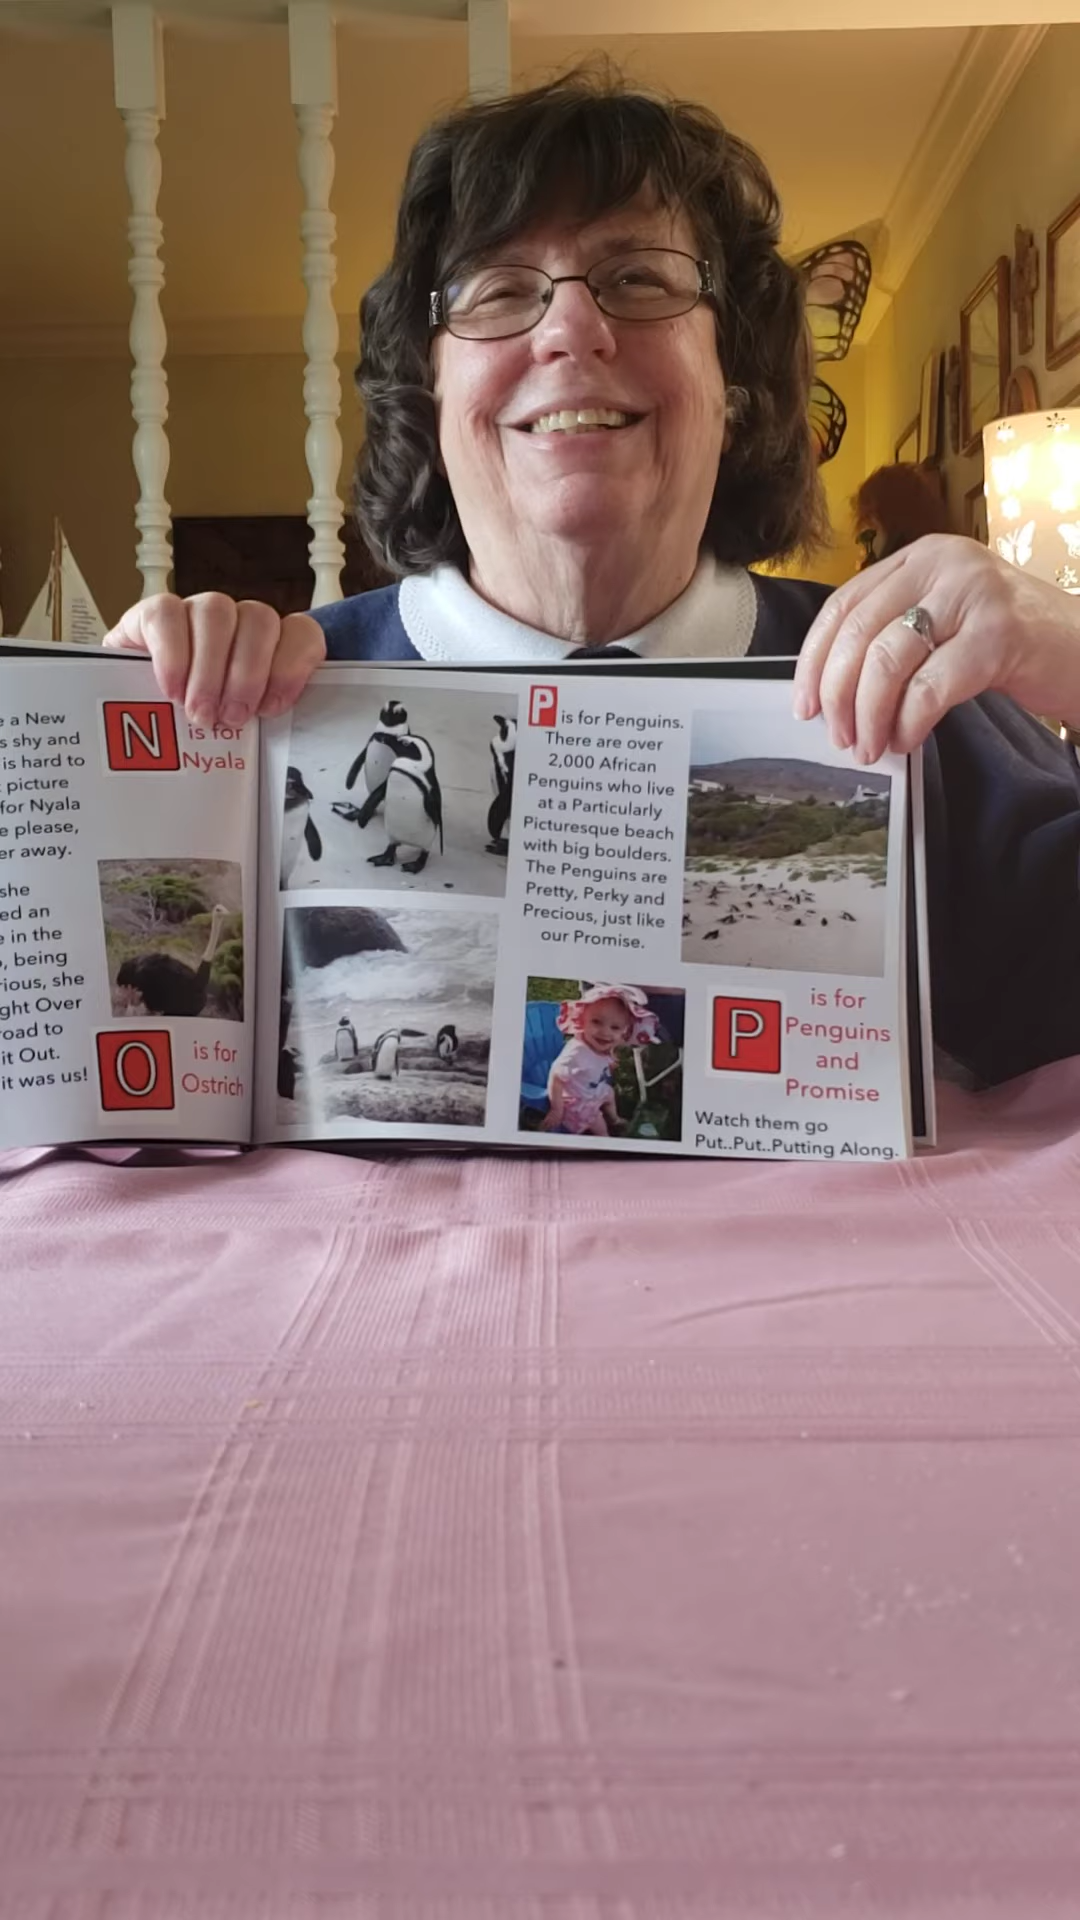 a New
s shy and
is hard to
picture
for Nyala
please,
er away.
she
ed an
in the
, being
rious, she
ght Over
road to
it Out.
it was us!
N is for
Nyala
O is for
Ostrich
P is for Penguins.
There are over
2,000 African
Penguins who live
at a Particularly
Picturesque beach
with big boulders.
The Penguins are
Pretty, Perky and
Precious, just like
our Promise.
P is for
Penguins
and
Promise
Watch them go
Put..Put..Putting Along.